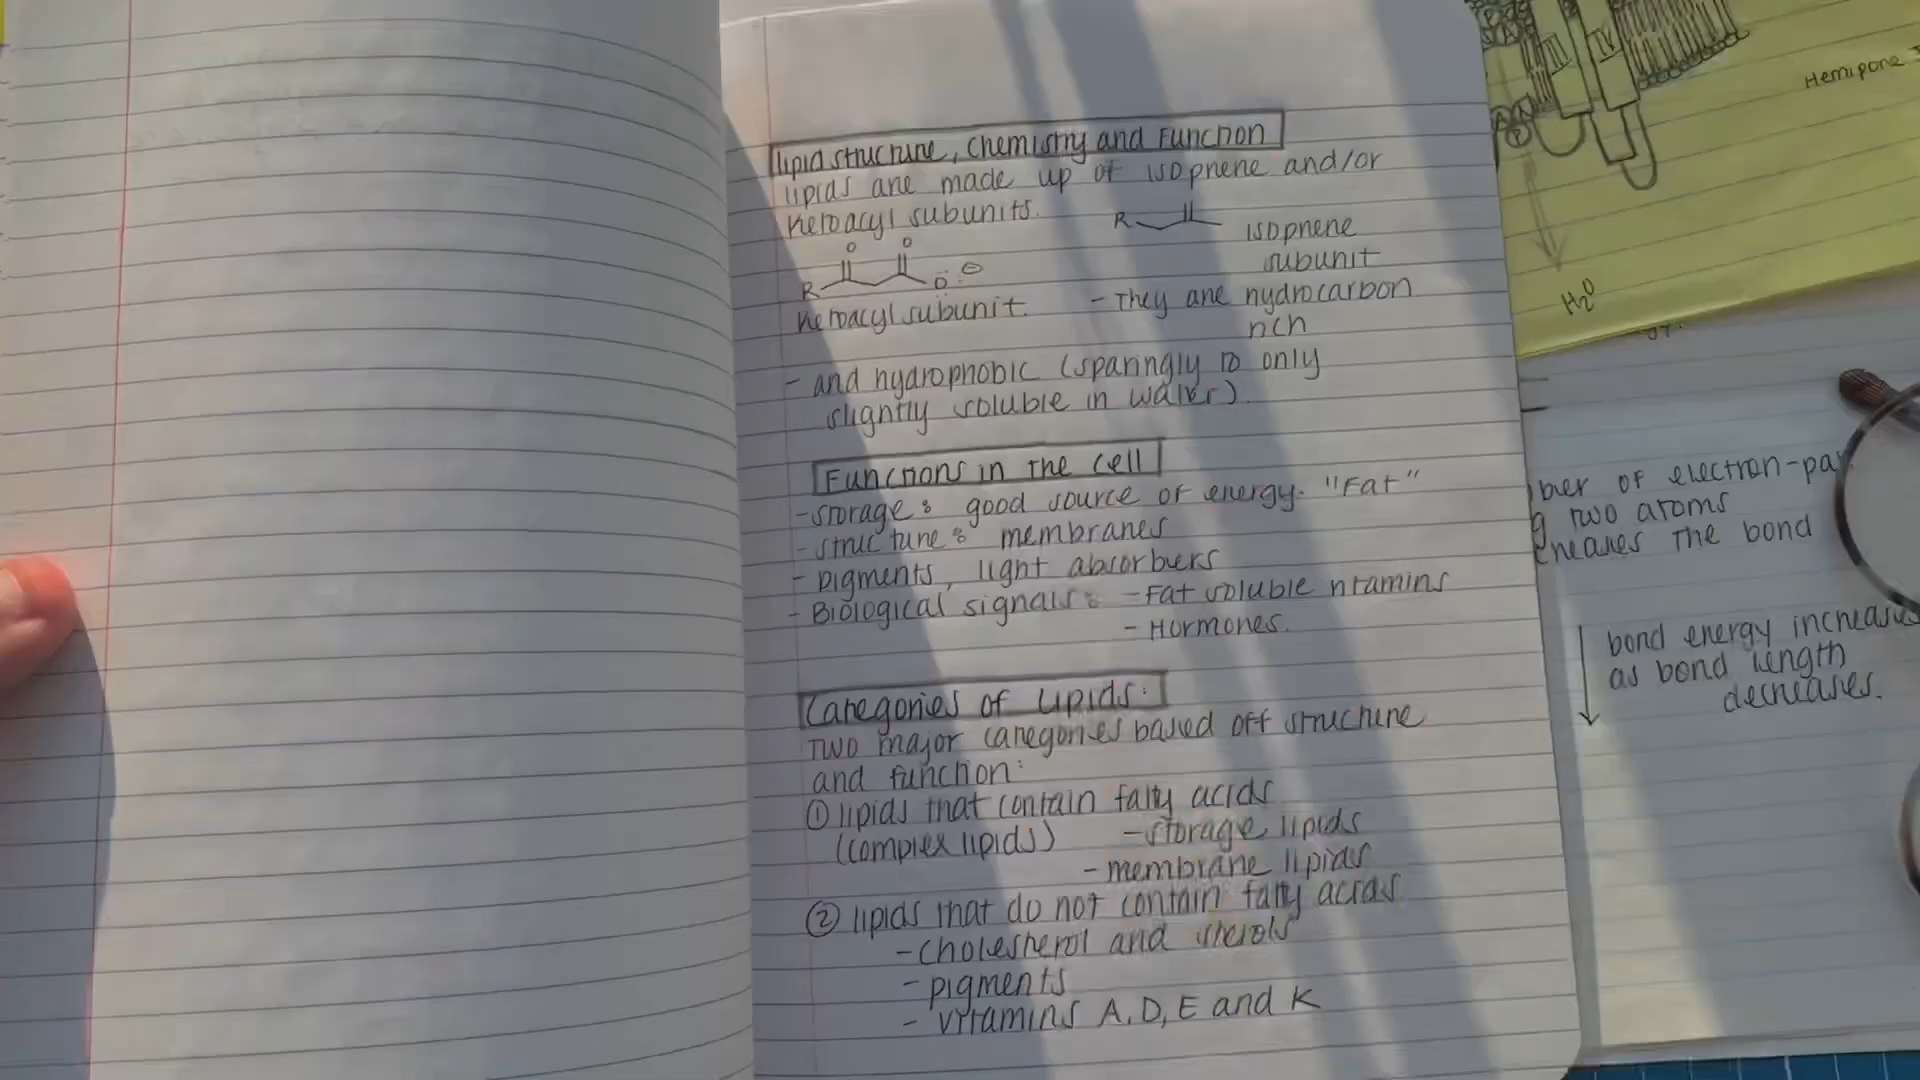 Lipid structure, chemistry and Function
lipids are made up of isoprene and/or
ketoacyl subunits.
R
isoprene
subunit
O O
R O ⊖
ketoacyl subunit.
- They are hydrocarbon
rich
- and hydrophobic (sparingly to only
slightly soluble in water).
Functions in the cell
- storage: good source of energy. "Fat"
- structure: membranes
- pigments, light absorbers
- Biological signals: - Fat soluble vitamins
- Hormones.
Categories of Lipids:
Two major categories based off structure
and function:
① lipids that contain fatty acids
(complex lipids) - storage lipids
- membrane lipids
② lipids that do not contain fatty acids
- cholesterol and sterols
- pigments
- vitamins A, D, E and K
III IV
Hemipore
H2O
of electron-pa
two atoms
the bond
bond energy increases
as bond length
decreases.